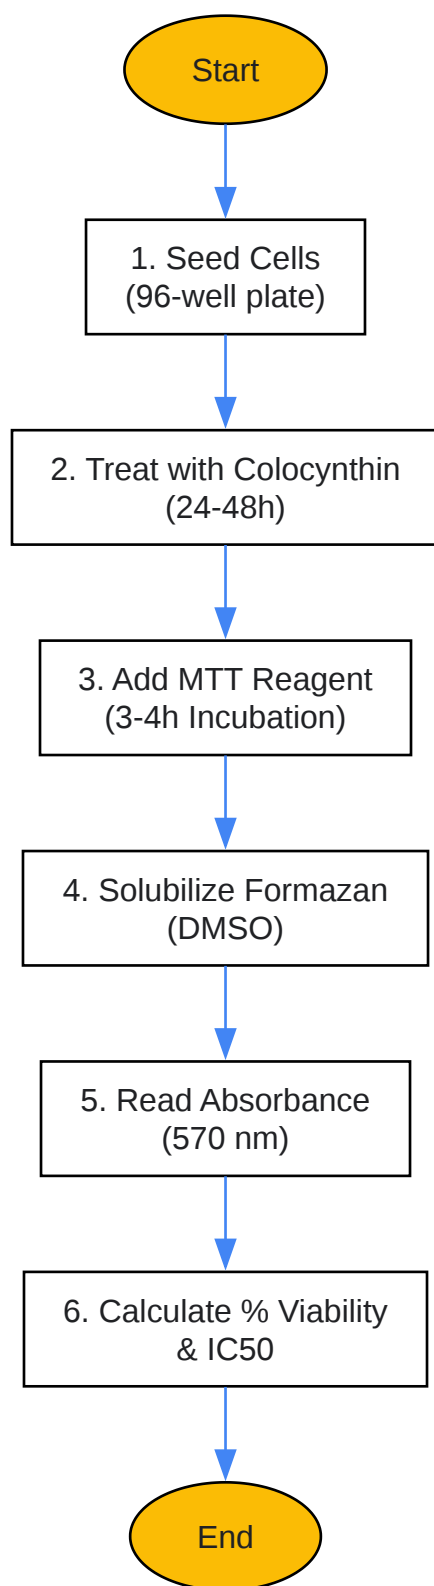 Start
1. Seed Cells
(96-well plate)
2. Treat with Colocynthin
(24-48h)
3. Add MTT Reagent
(3-4h Incubation)
4. Solubilize Formazan
(DMSO)
5. Read Absorbance
(570 nm)
6. Calculate % Viability
& IC50
End